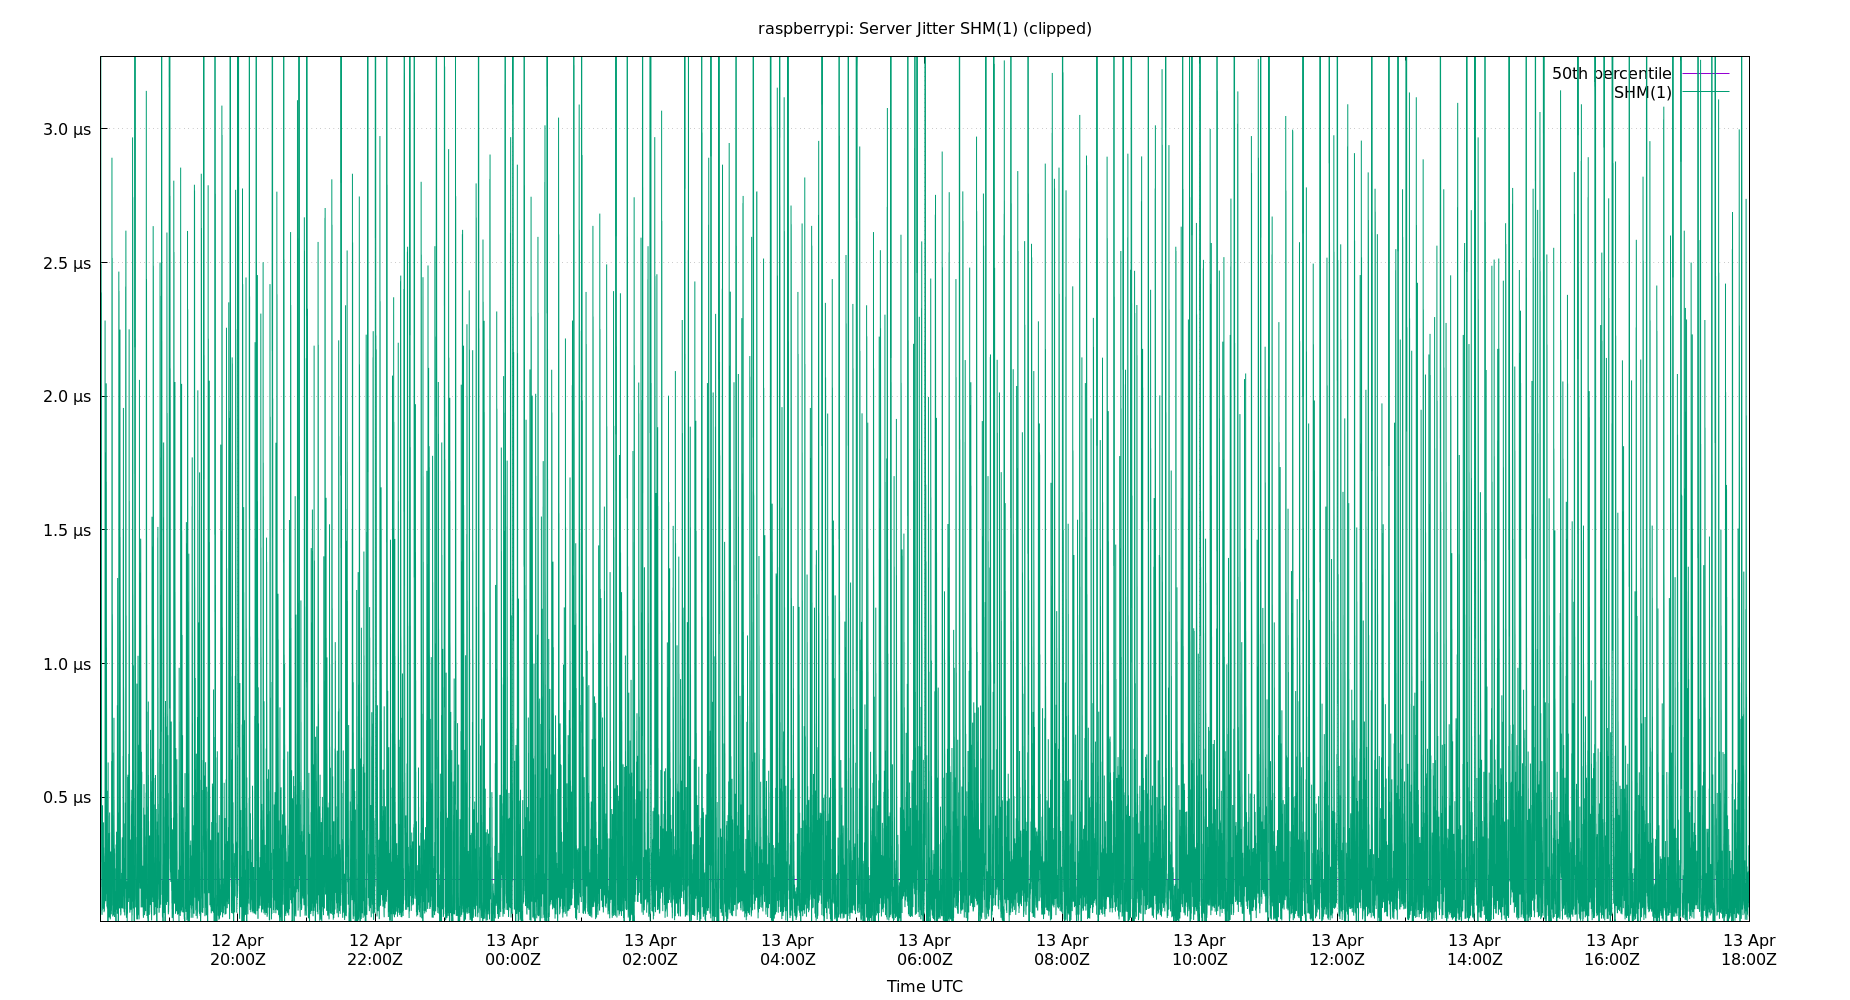 raspberrypi: Server Jitter SHM(1) (clipped)
50th percentile
SHM(1)
3.0 µs
2.5 µs
2.0 µs
1.5 µs
1.0 µs
0.5 µs
12 Apr 12 Apr 13 Apr 13 Apr 13 Apr 13 Apr 13 Apr 13 Apr 13 Apr 13 Apr 13 Apr 13 Apr
20:00Z 22:00Z 00:00Z 02:00Z 04:00Z 06:00Z 08:00Z 10:00Z 12:00Z 14:00Z 16:00Z 18:00Z
Time UTC